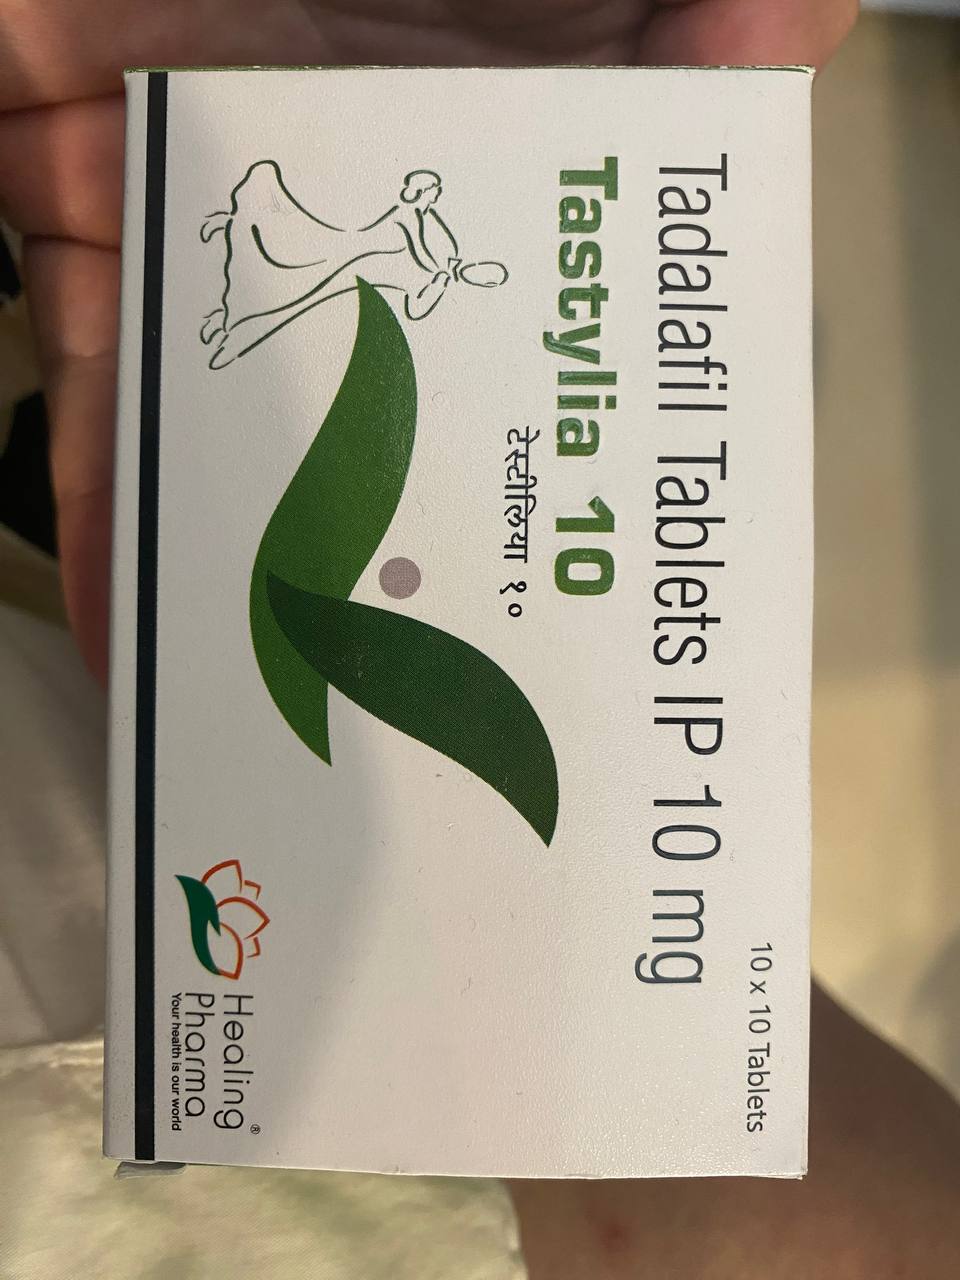 10 x 10 Tablets
Tadalafil Tablets IP 10 mg
Tastylia 10
टेस्टीलिया १०
Healing®
Pharma
Your health is our world